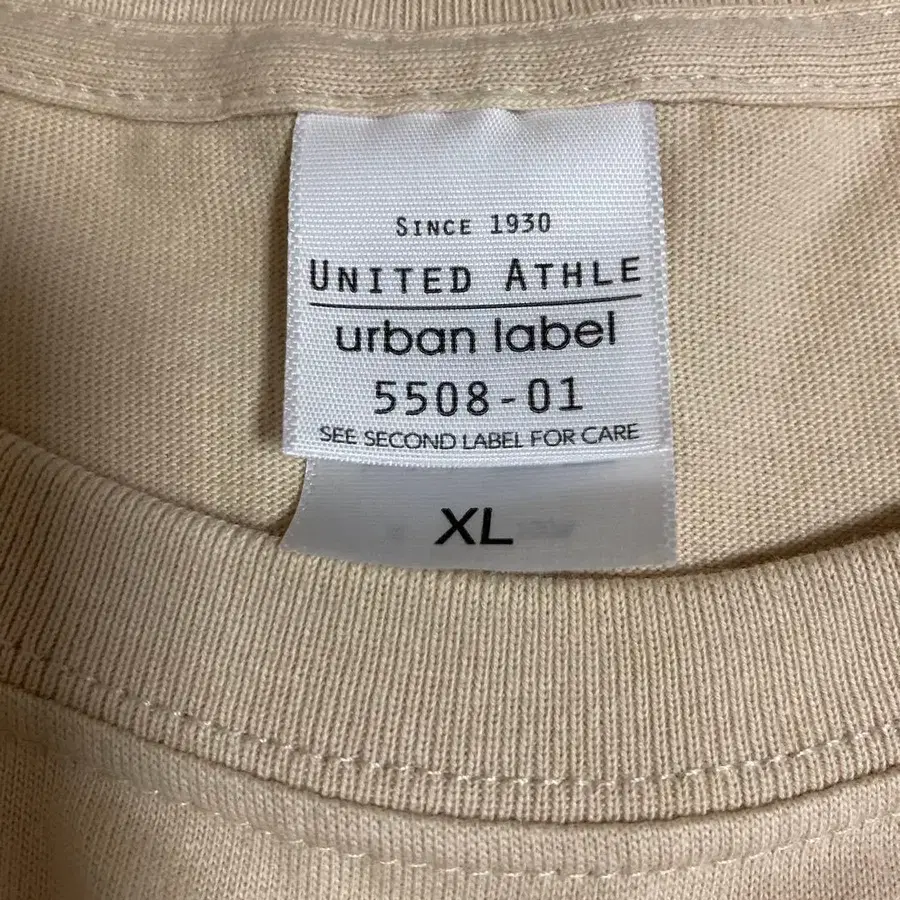 SINCE 1930
UNITED ATHLE
urban label
5508-01
SEE SECOND LABEL FOR CARE
XL